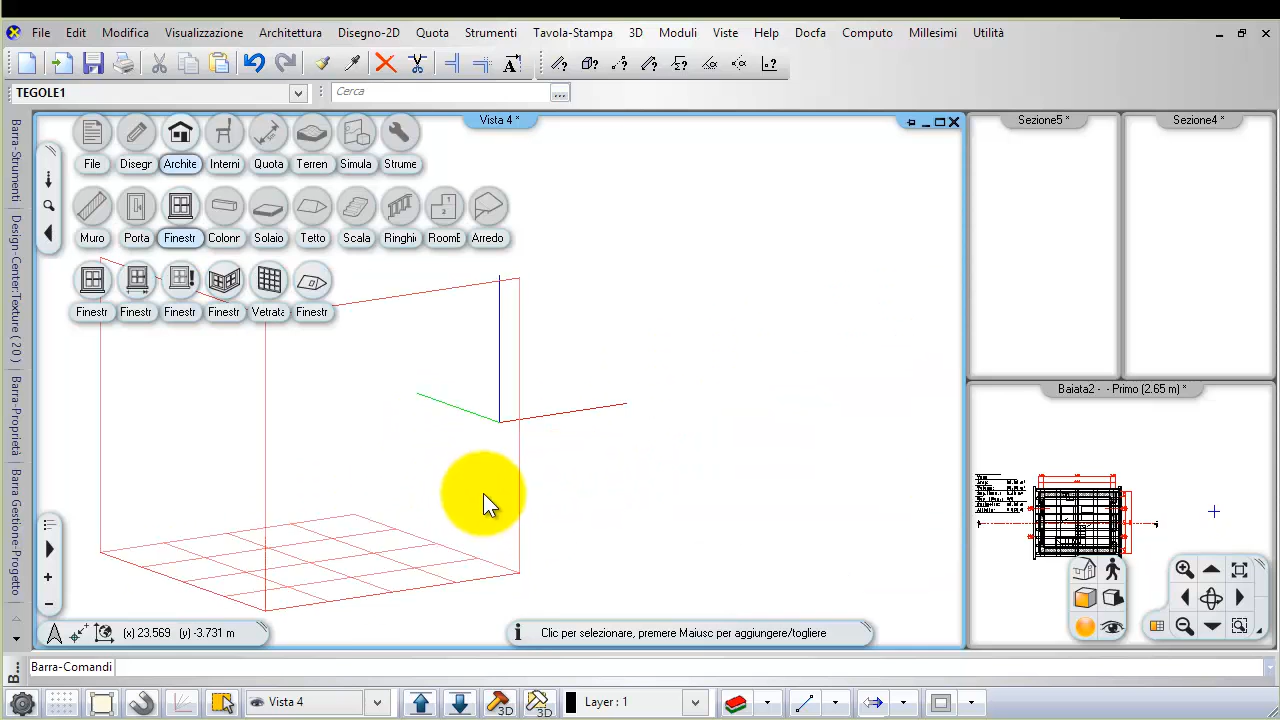 File Edit Modifica Visualizzazione Architettura Disegno-2D Quota Strumenti Tavola-Stampa 3D Moduli Viste Help Docfa Computo Millesimi Utilità
TEGOLE1
Cerca
...
Vista 4 *
Sezione5 *
Sezione4 *
File Disegr Archite Interni Quota Terren Simula Strume
Muro Porta Finestr Colonr Solaio Tetto Scala Ringhi RoomE Arredo
Finestr Finestr Finestr Finestr Vetrata Finestr
Barra-Strumenti
Design-Center:Texture ( 20 )
Barra-Proprietà
Barra Gestione-Progetto
Baiata2 - - Primo (2.65 m) *
(x) 23.569 (y) -3.731 m
Clic per selezionare, premere Maiusc per aggiungere/togliere
B...
Barra-Comandi
Vista 4
3D
3D
Layer : 1